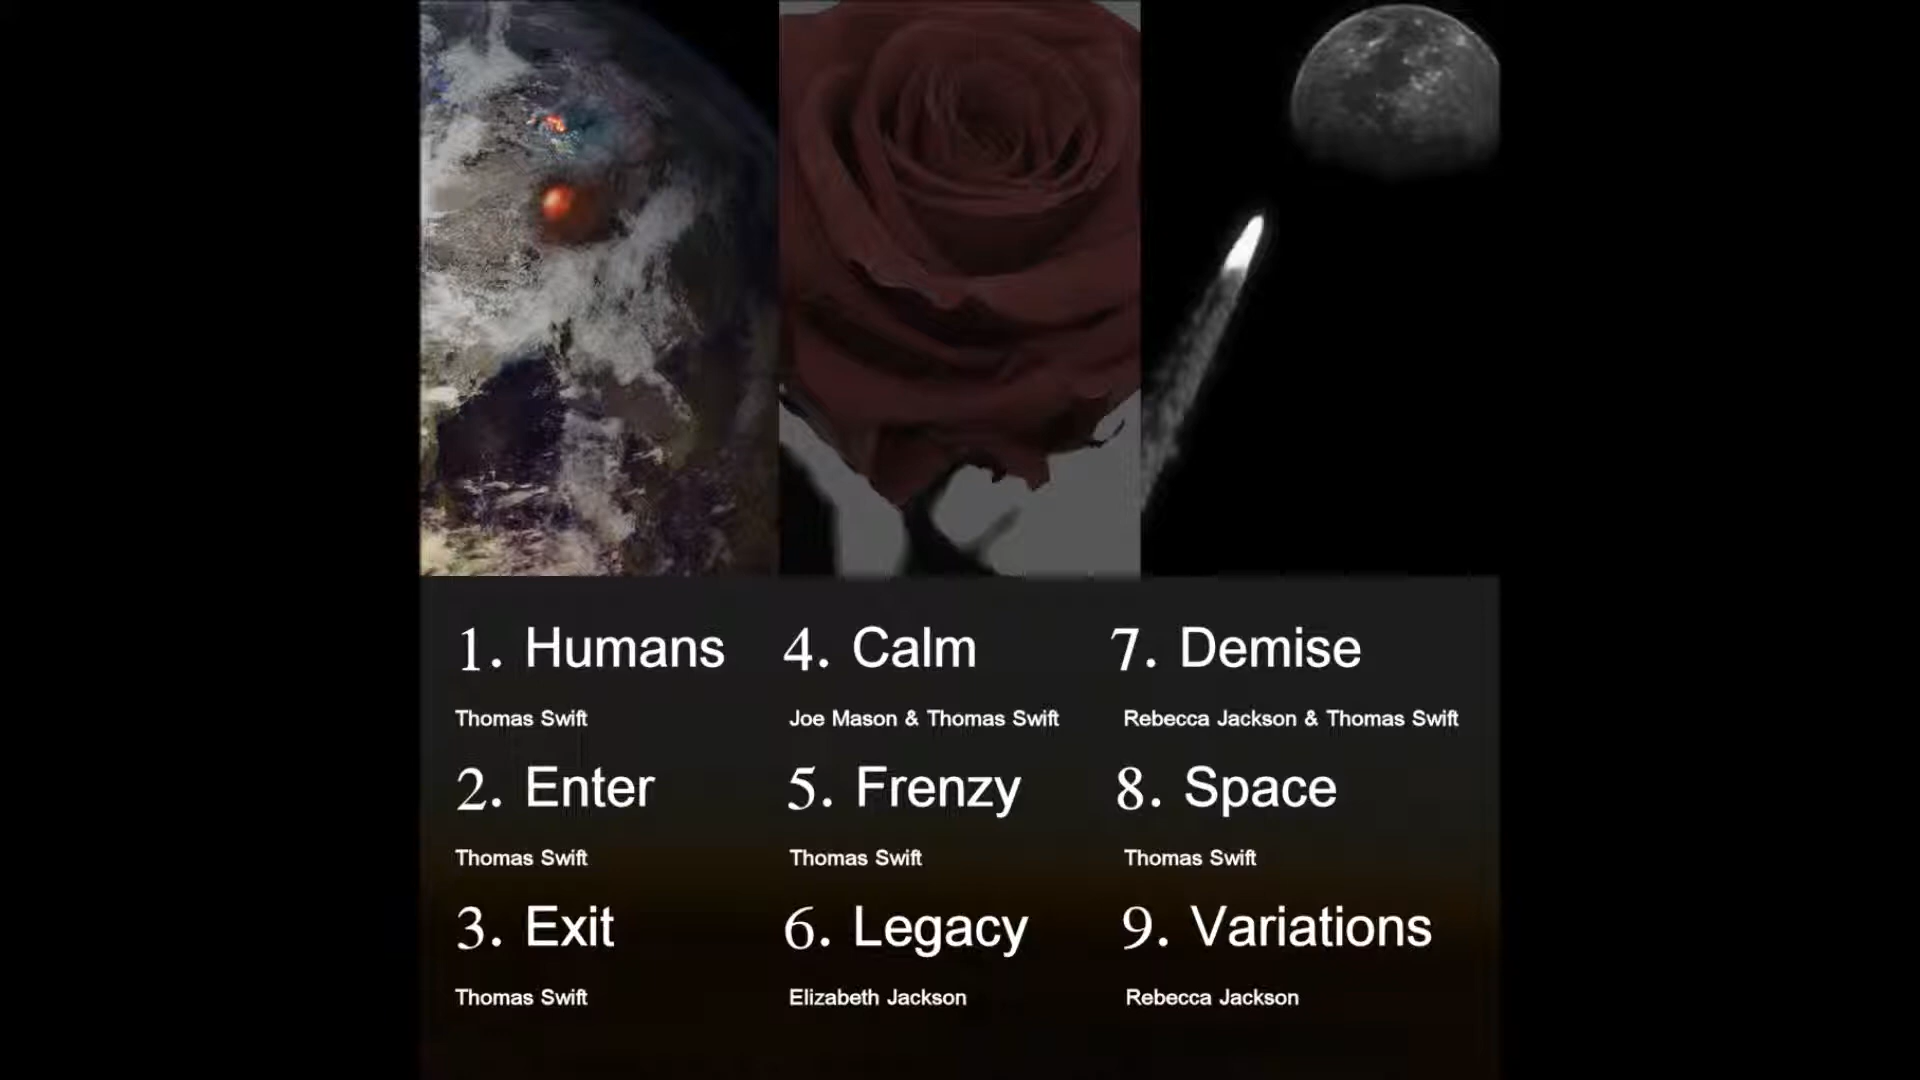 1. Humans
Thomas Swift
2. Enter
Thomas Swift
3. Exit
Thomas Swift
4. Calm
Joe Mason & Thomas Swift
5. Frenzy
Thomas Swift
6. Legacy
Elizabeth Jackson
7. Demise
Rebecca Jackson & Thomas Swift
8. Space
Thomas Swift
9. Variations
Rebecca Jackson